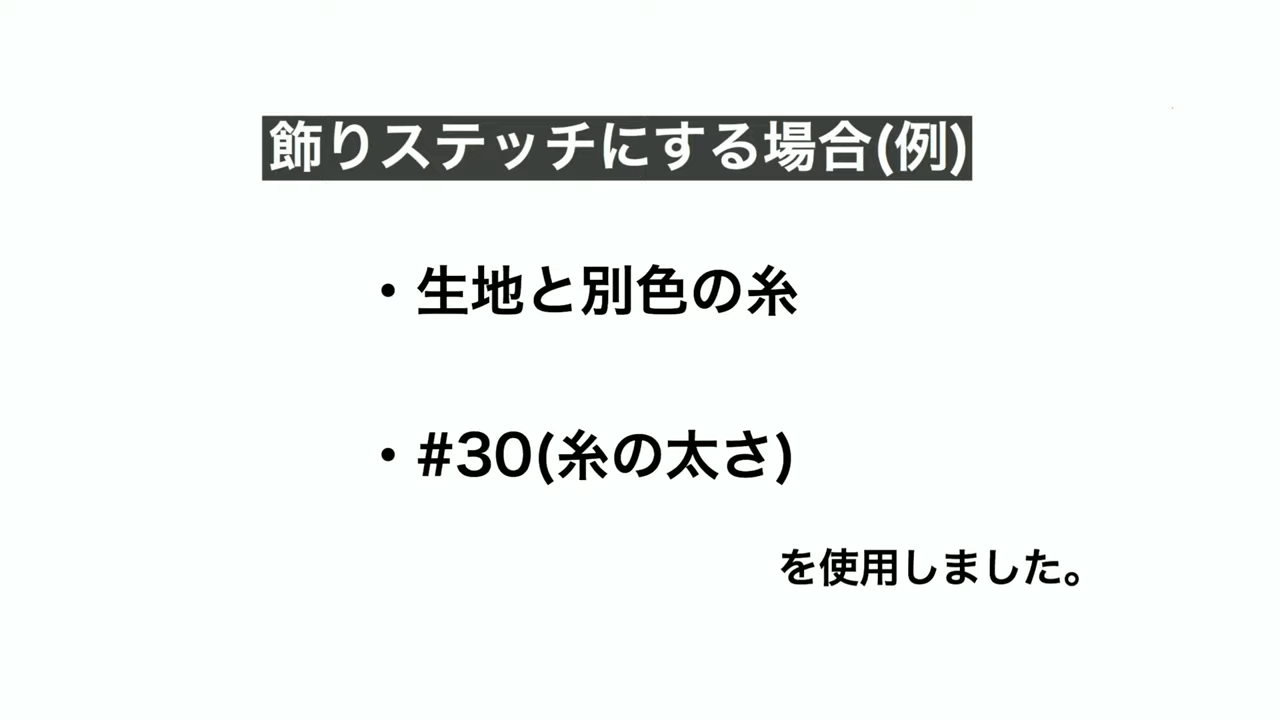 飾りステッチにする場合(例)
・生地と別色の糸
・#30(糸の太さ)
を使用しました。